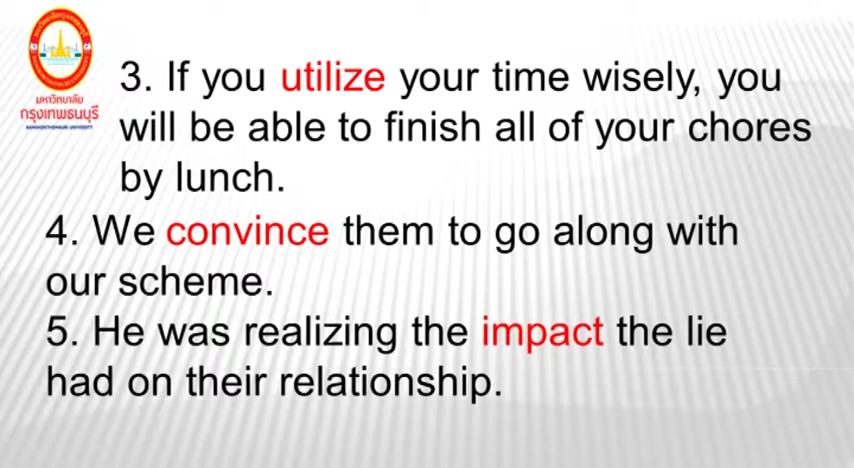 มหาวิทยาลัย
กรุงเทพธนบุรี
BANGKOKTHONBURI UNIVERSITY
3. If you utilize your time wisely, you
will be able to finish all of your chores
by lunch.
4. We convince them to go along with
our scheme.
5. He was realizing the impact the lie
had on their relationship.